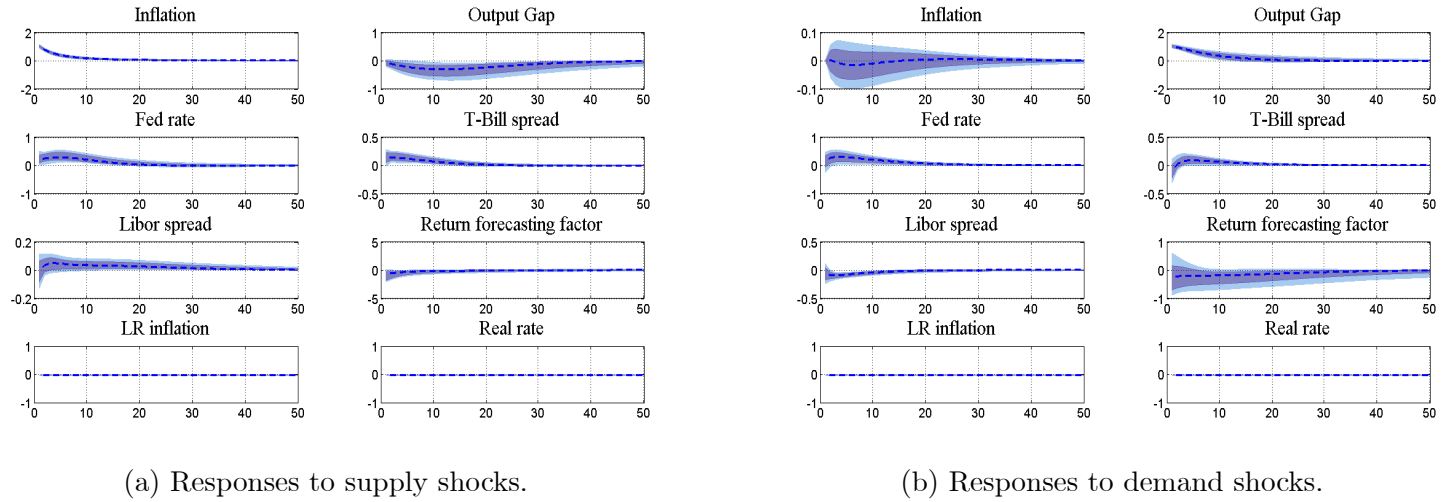 Inflation
2
0
-2
0 10 20 30 40 50
Output Gap
1
0
-1
0 10 20 30 40 50
Fed rate
1
0
-1
0 10 20 30 40 50
T-Bill spread
0.5
0
-0.5
0 10 20 30 40 50
Libor spread
0.2
0
-0.2
0 10 20 30 40 50
Return forecasting factor
5
0
-5
0 10 20 30 40 50
LR inflation
1
0
-1
0 10 20 30 40 50
Real rate
1
0
-1
0 10 20 30 40 50
(a) Responses to supply shocks.
Inflation
0.1
0
-0.1
0 10 20 30 40 50
Output Gap
2
0
-2
0 10 20 30 40 50
Fed rate
1
0
-1
0 10 20 30 40 50
T-Bill spread
0.5
0
-0.5
0 10 20 30 40 50
Libor spread
0.5
0
-0.5
0 10 20 30 40 50
Return forecasting factor
1
0
-1
0 10 20 30 40 50
LR inflation
1
0
-1
0 10 20 30 40 50
Real rate
1
0
-1
0 10 20 30 40 50
(b) Responses to demand shocks.